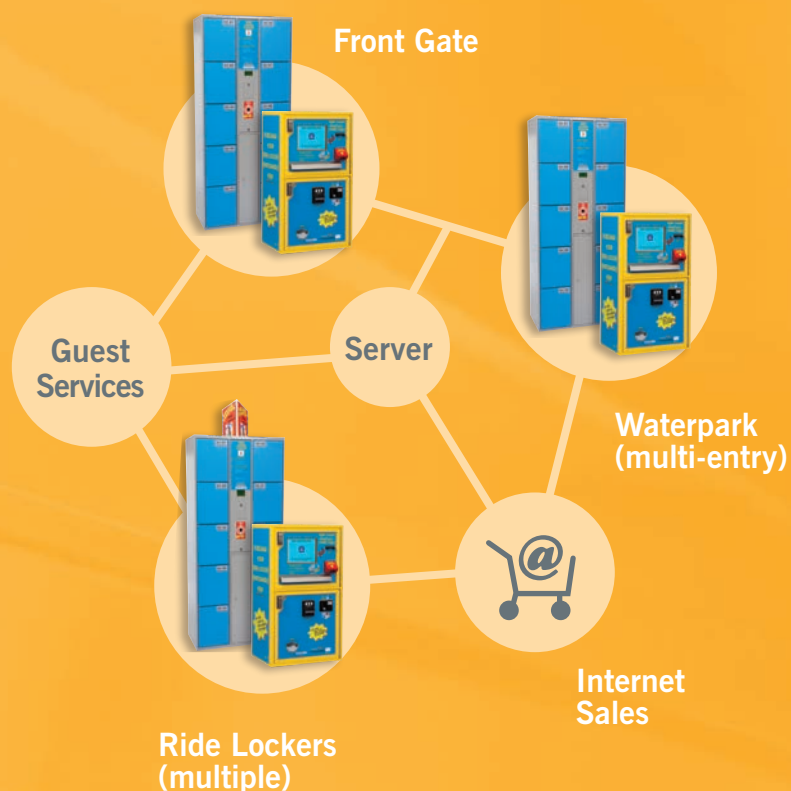 Front Gate
Guest
Services
Server
Waterpark
(multi-entry)
@
Internet
Sales
Ride Lockers
(multiple)